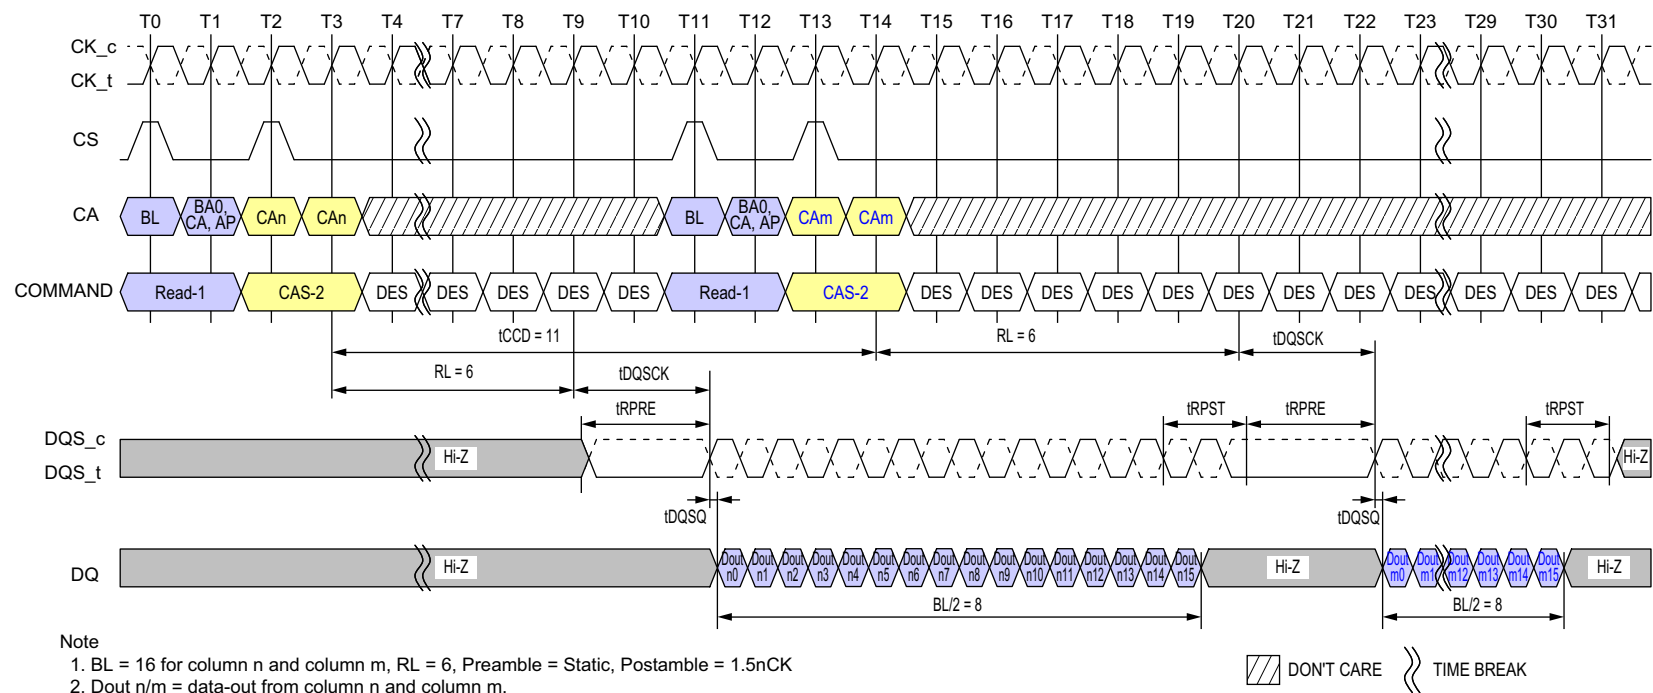 T0 T1 T2 T3 T4 T7 T8 T9 T10 T11 T12 T13 T14 T15 T16 T17 T18 T19 T20 T21 T22 T23 T29 T30 T31
CK_c
CK_t
CS
CA BL BA0, CA, AP CAn CAn BL BA0, CA, AP CAm CAm
COMMAND Read-1 CAS-2 DES DES DES DES DES Read-1 CAS-2 DES DES DES DES DES DES DES DES DES DES DES DES
tCCD = 11 RL = 6 tDQSCK
RL = 6 tDQSCK
tRPRE tRPST tRPRE tRPST
DQS_c
DQS_t Hi-Z Hi-Z
tDQSQ tDQSQ
DQ Hi-Z Dout n0 Dout n1 Dout n2 Dout n3 Dout n4 Dout n5 Dout n6 Dout n7 Dout n8 Dout n9 Dout n10 Dout n11 Dout n12 Dout n13 Dout n14 Dout n15 Hi-Z Dout m0 Dout m1 Dout m12 Dout m13 Dout m14 Dout m15 Hi-Z
BL/2 = 8 BL/2 = 8
Note
1. BL = 16 for column n and column m, RL = 6, Preamble = Static, Postamble = 1.5nCK
2. Dout n/m = data-out from column n and column m.
DON'T CARE TIME BREAK